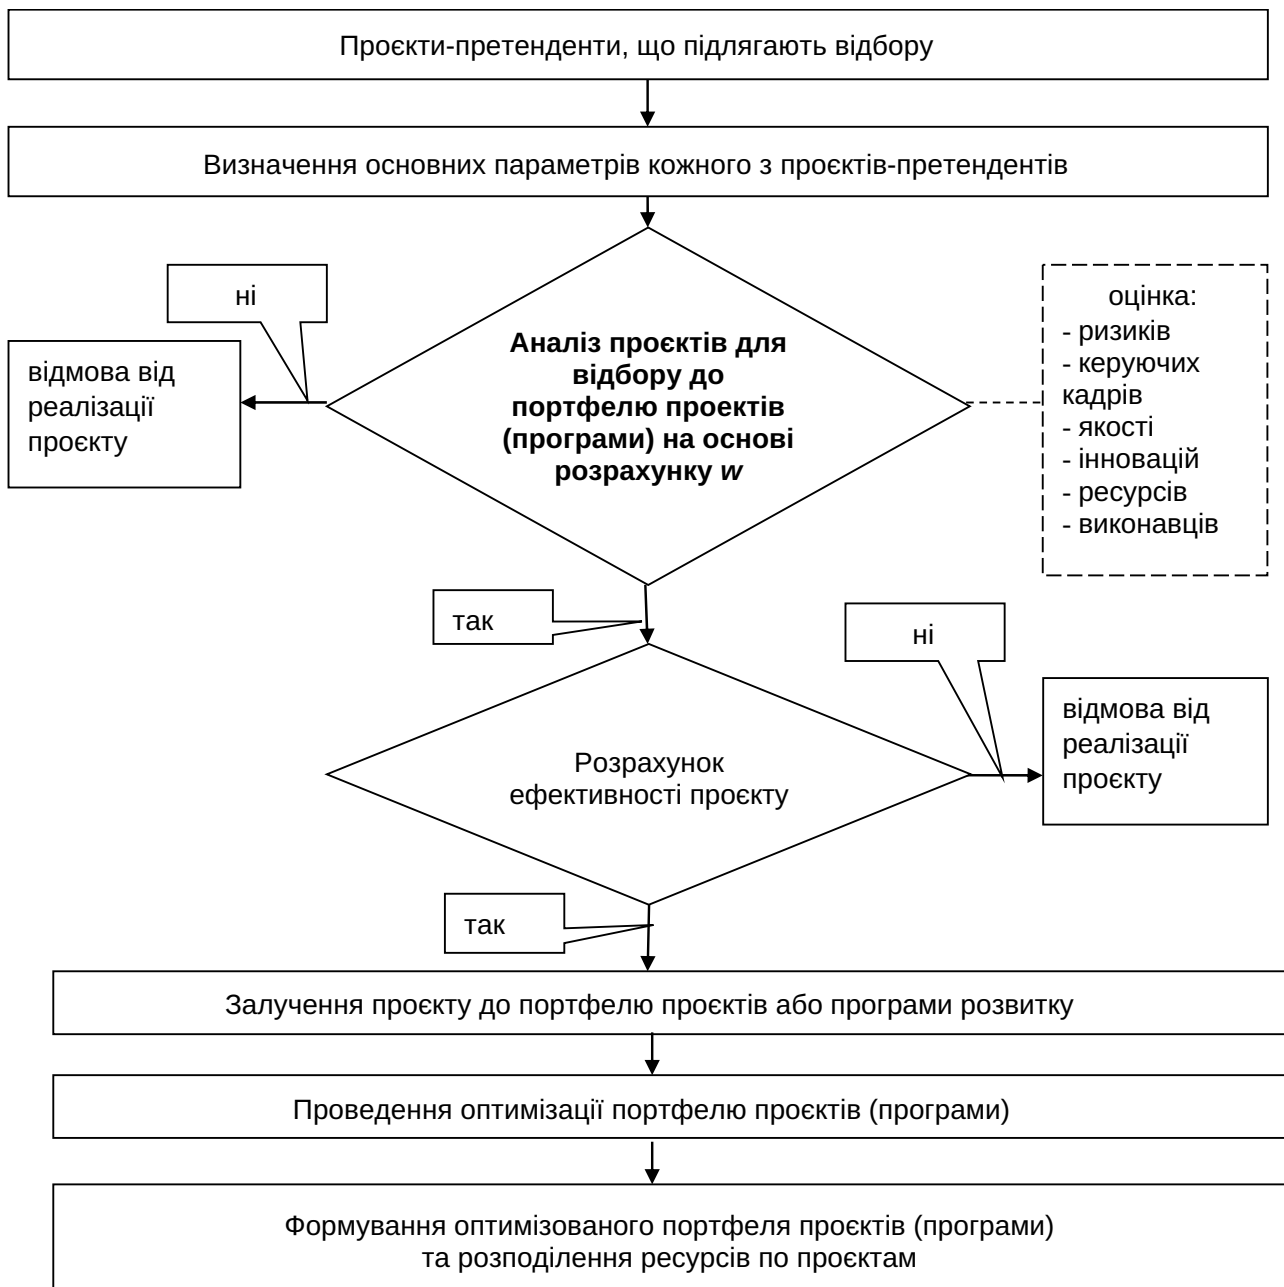 Проєкти-претенденти, що підлягають відбору
Визначення основних параметрів кожного з проєктів-претендентів
ні
відмова від
реалізації
проєкту
Аналіз проєктів для
відбору до
портфелю проектів
(програми) на основі
розрахунку w
оцінка:
- ризиків
- керуючих
кадрів
- якості
- інновацій
- ресурсів
- виконавців
так
ні
Розрахунок
ефективності проєкту
відмова від
реалізації
проєкту
так
Залучення проєкту до портфелю проєктів або програми розвитку
Проведення оптимізації портфелю проєктів (програми)
Формування оптимізованого портфеля проєктів (програми)
та розподілення ресурсів по проєктам